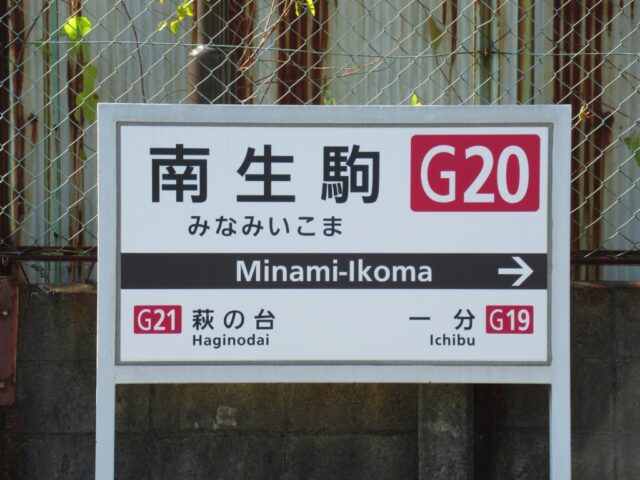 南生駒 G20
みなみいこま
Minami-Ikoma →
G21 萩の台 一分 G19
Haginodai Ichibu